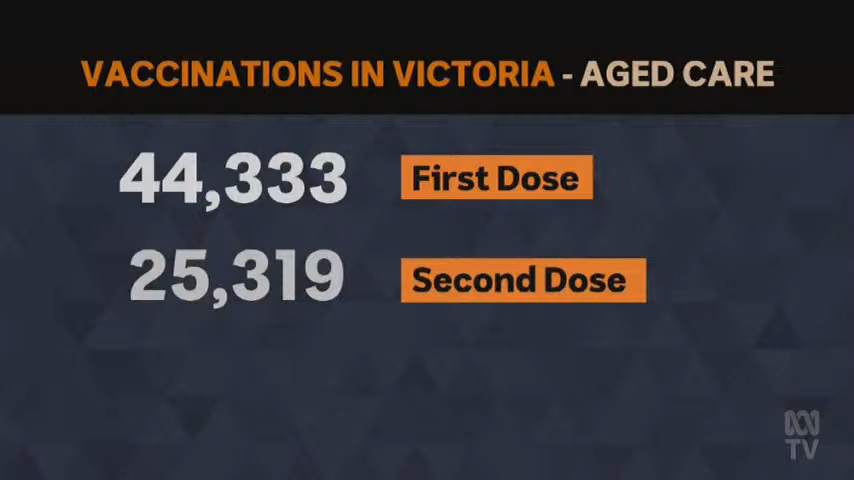 VACCINATIONS IN VICTORIA - AGED CARE
44,333 First Dose
25,319 Second Dose
TV